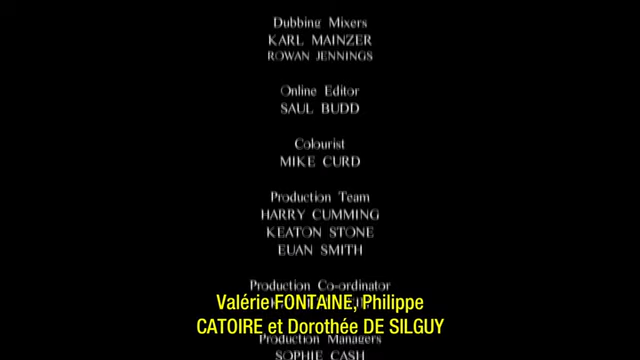 Dubbing Mixers
KARL MAINZER
ROWAN JENNINGS
Online Editor
SAUL BUDD
Colourist
MIKE CURD
Production Team
HARRY CUMMING
KEATON STONE
EUAN SMITH
Production Co-ordinator
Valérie FONTAINE, Philippe
CATOIRE et Dorothée DE SILGUY
Production Managers
SOPHIE CASH